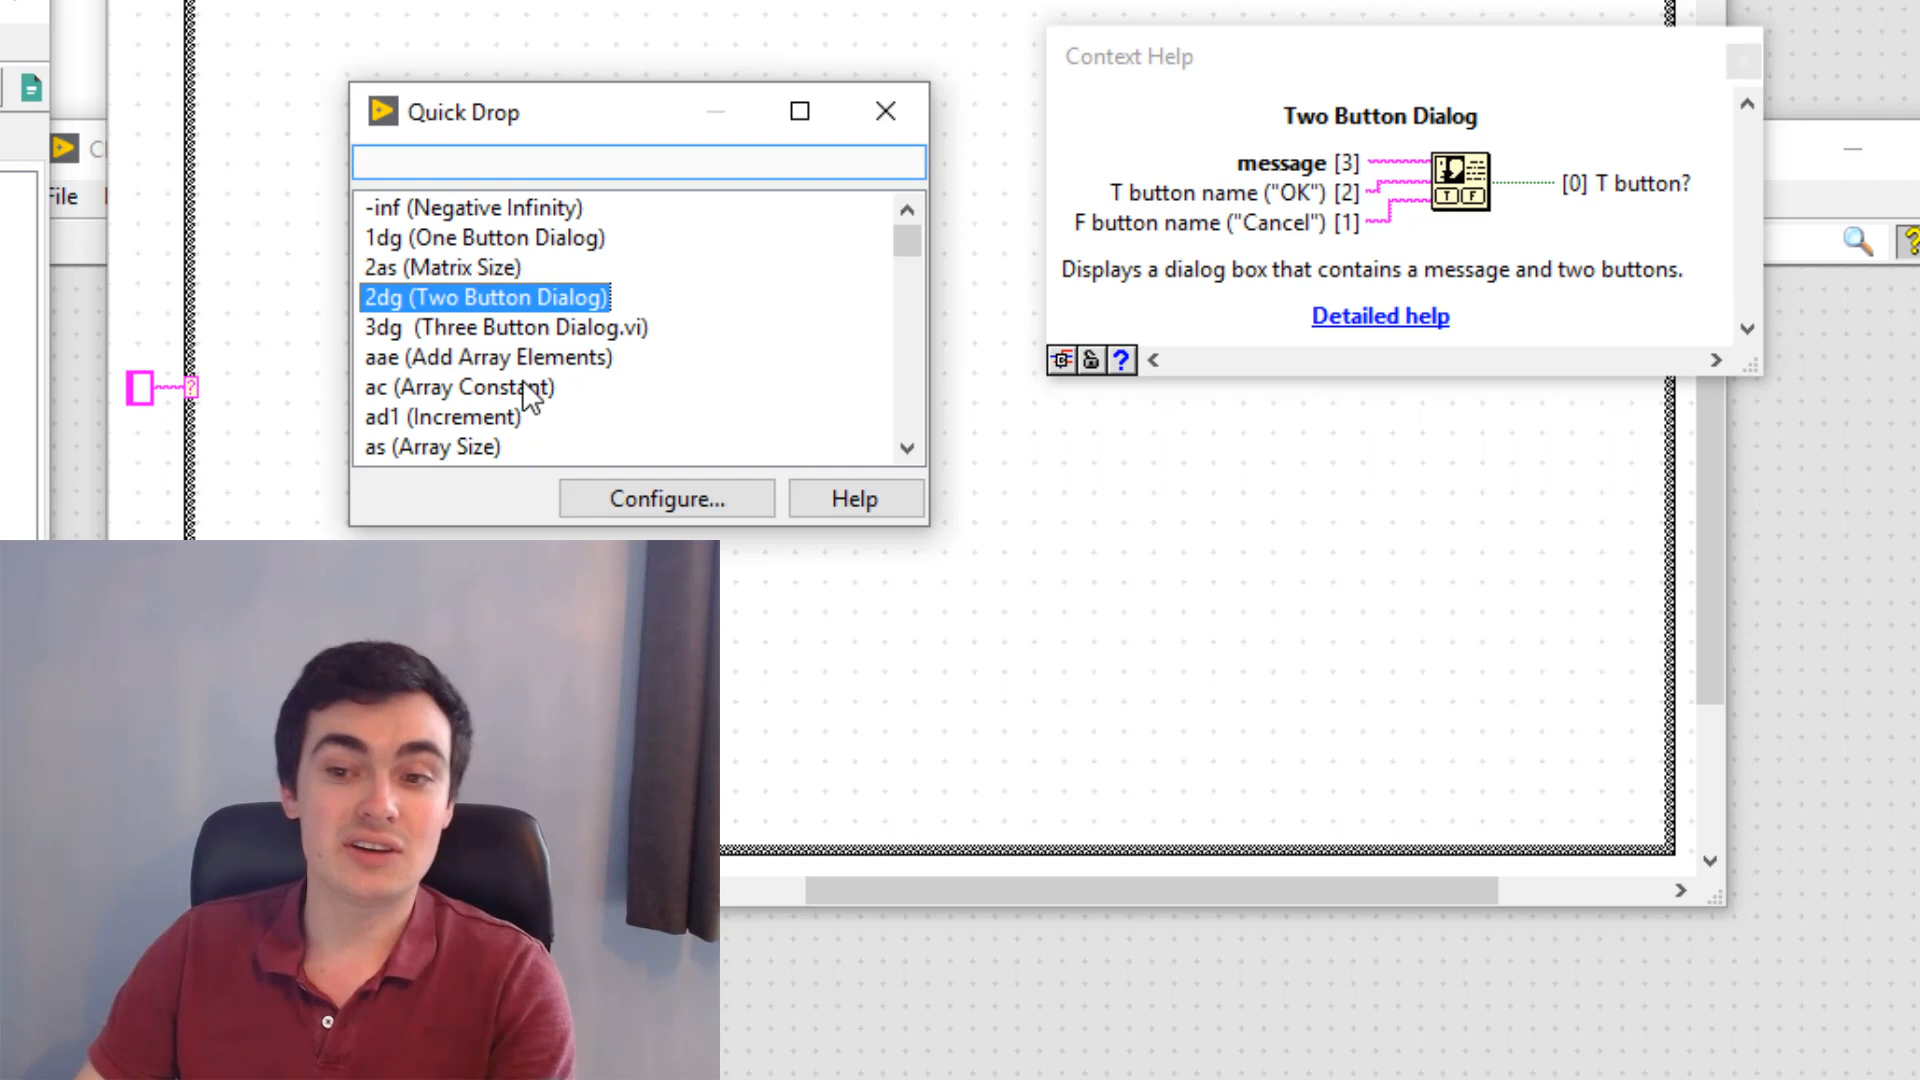 Context Help
Quick Drop
Two Button Dialog
message [3]
T button name ("OK") [2]
F button name ("Cancel") [1]
[0] T button?
T F
Displays a dialog box that contains a message and two buttons.
Detailed help
?
File
-inf (Negative Infinity)
1dg (One Button Dialog)
2as (Matrix Size)
2dg (Two Button Dialog)
3dg (Three Button Dialog.vi)
aae (Add Array Elements)
ac (Array Constant)
ad1 (Increment)
as (Array Size)
?
?
Configure...
Help